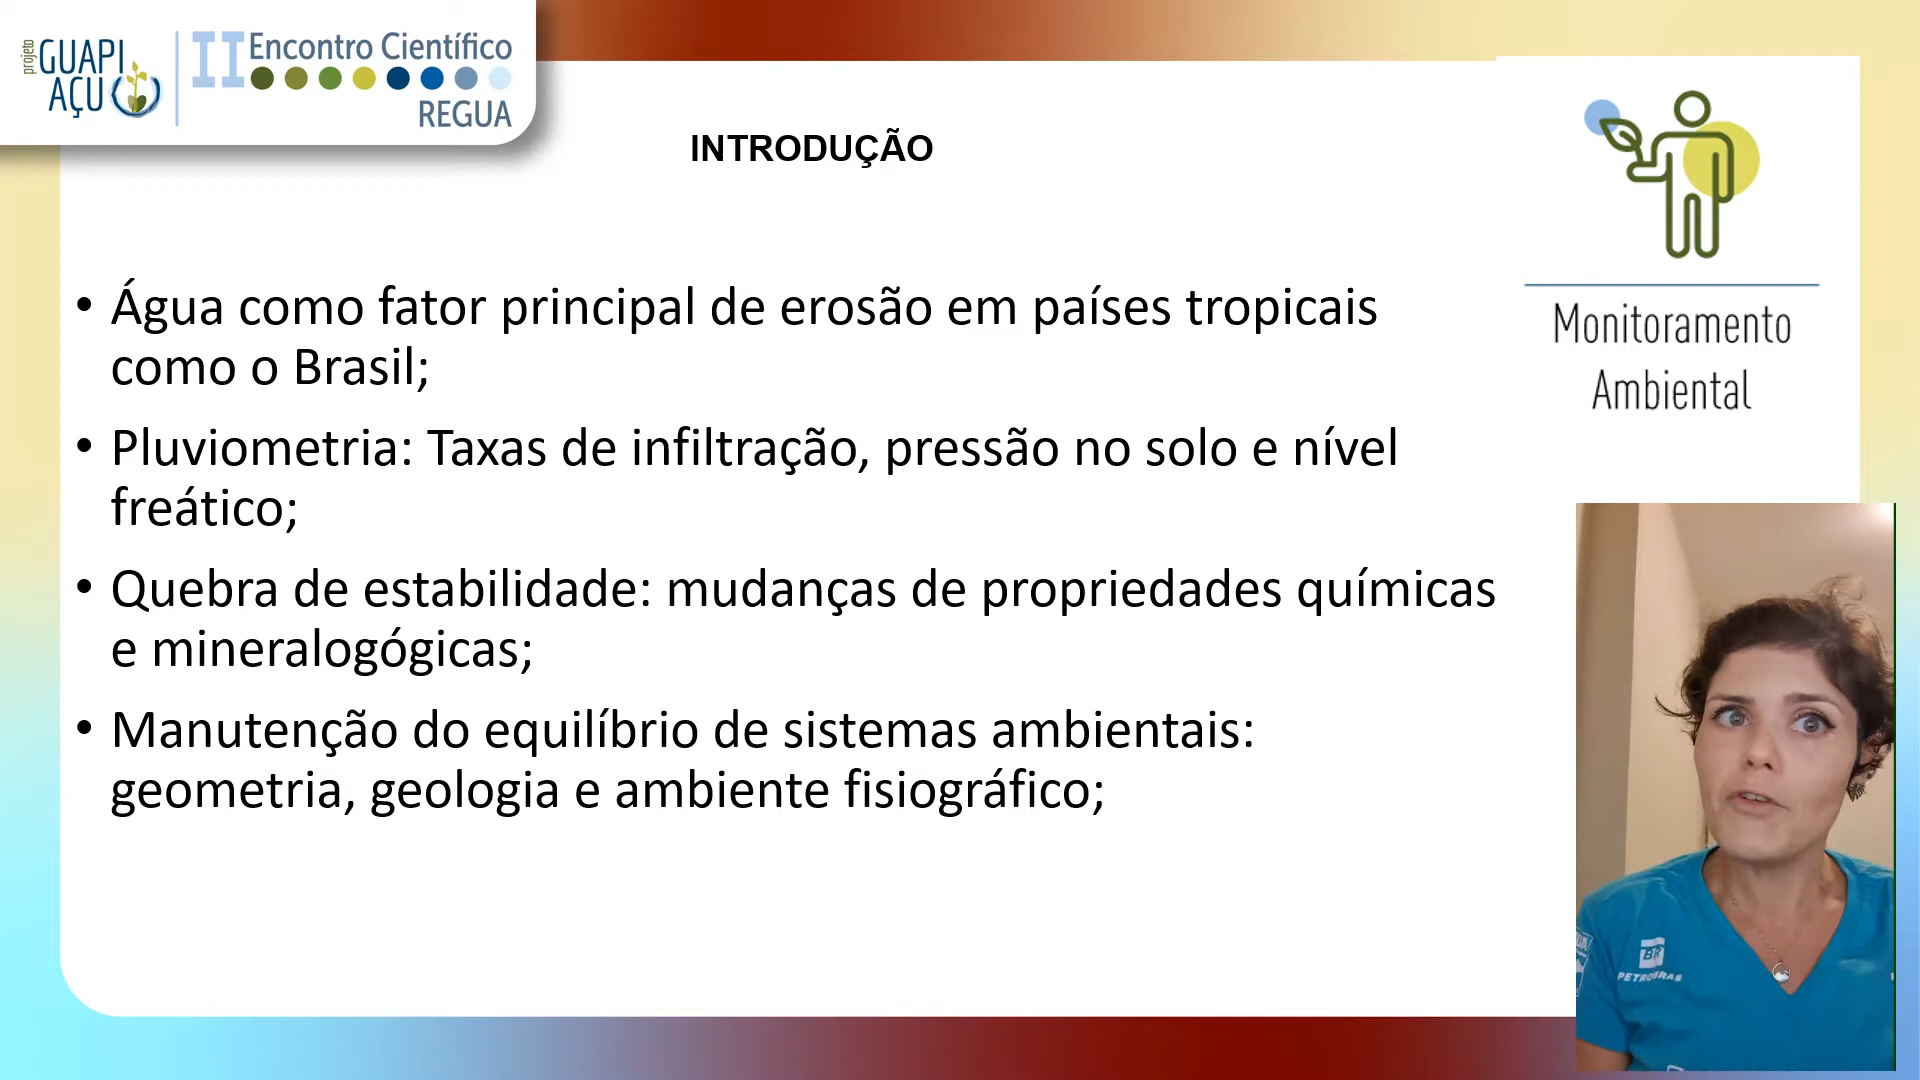 projeto
GUAPI
AÇU
II Encontro Científico
REGUA
INTRODUÇÃO
• Água como fator principal de erosão em países tropicais
como o Brasil;
• Pluviometria: Taxas de infiltração, pressão no solo e nível
freático;
• Quebra de estabilidade: mudanças de propriedades químicas
e mineralogógicas;
• Manutenção do equilíbrio de sistemas ambientais:
geometria, geologia e ambiente fisiográfico;
Monitoramento
Ambiental
BR
PETROBRAS